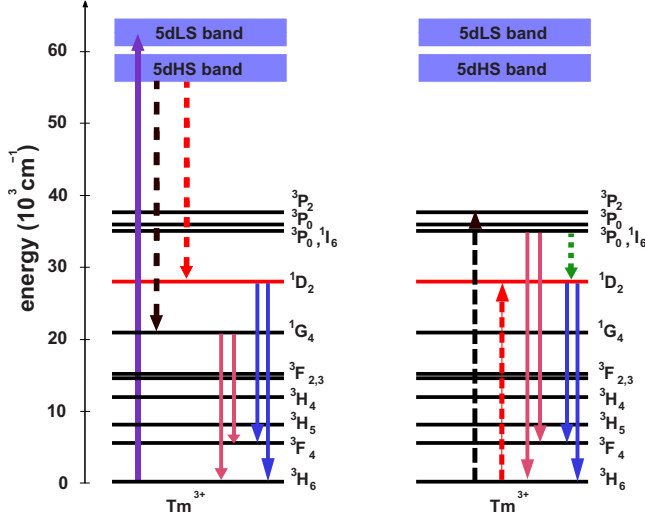 energy (10³ cm⁻¹)
60
50
40
30
20
10
0
5dLS band
5dHS band
³P₂
³P₀
³P₀,¹I₆
¹D₂
¹G₄
³F₂,₃
³H₄
³H₅
³F₄
³H₆
Tm³⁺
5dLS band
5dHS band
³P₂
³P₀
³P₀,¹I₆
¹D₂
¹G₄
³F₂,₃
³H₄
³H₅
³F₄
³H₆
Tm³⁺